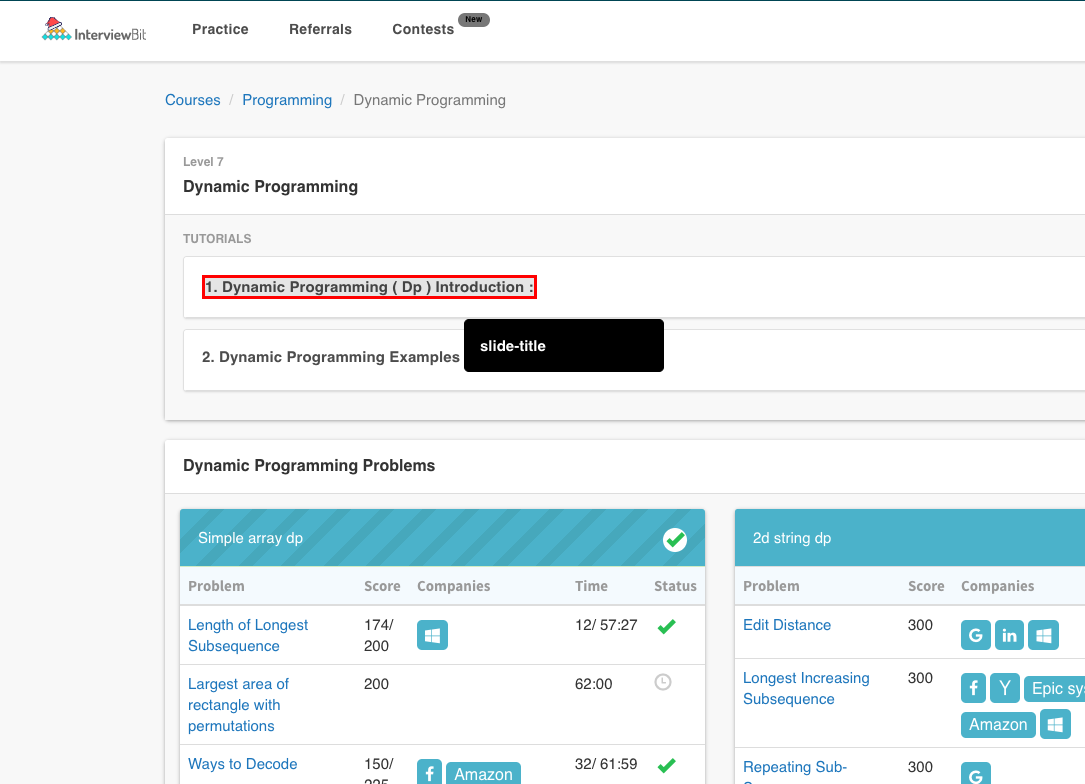 InterviewBit
Practice
Referrals
Contests
New
Courses / Programming / Dynamic Programming
Level 7
Dynamic Programming
TUTORIALS
1. Dynamic Programming ( Dp ) Introduction :
slide-title
2. Dynamic Programming Examples
Dynamic Programming Problems
Simple array dp
Problem Score Companies Time Status
Length of Longest 174/ 12/ 57:27
Subsequence 200
Largest area of 200 62:00
rectangle with
permutations
Ways to Decode 150/ 32/ 61:59
f Amazon
2d string dp
Problem Score Companies
Edit Distance 300 G in
Longest Increasing 300 f Y Epic sy
Subsequence
Amazon
Repeating Sub- 300 G